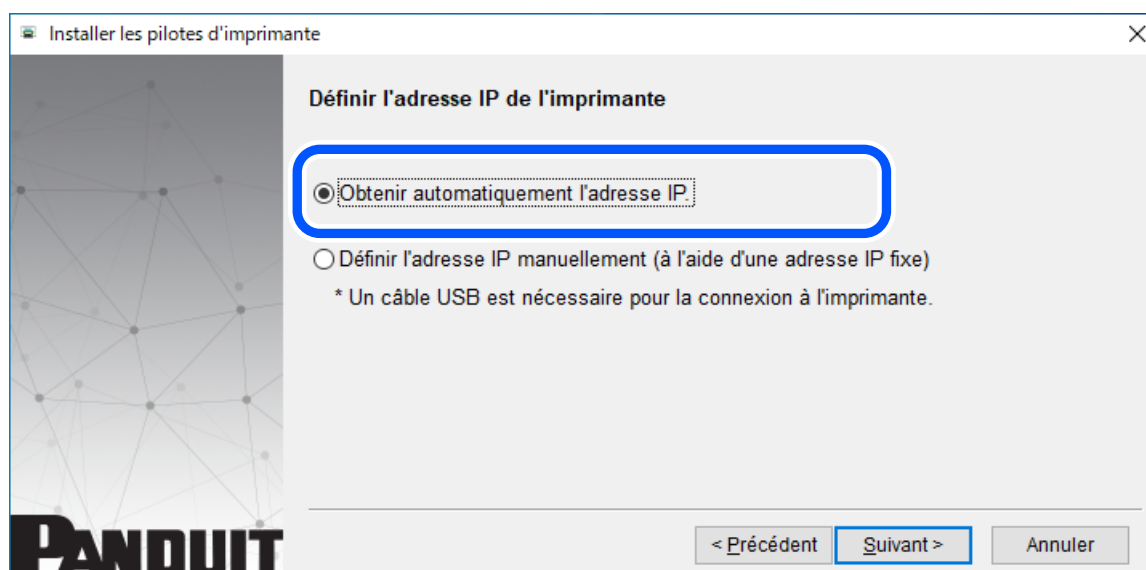 Installer les pilotes d'imprimante
Définir l'adresse IP de l'imprimante
Obtenir automatiquement l'adresse IP.
Définir l'adresse IP manuellement (à l'aide d'une adresse IP fixe)
* Un câble USB est nécessaire pour la connexion à l'imprimante.
PANDUIT
< Précédent
Suivant >
Annuler